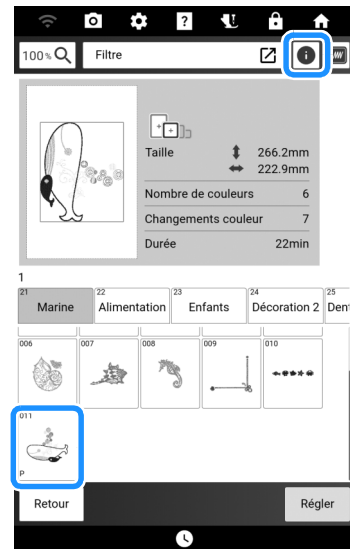 100 % Filtre
Taille 266.2mm
222.9mm
Nombre de couleurs 6
Changements couleur 7
Durée 22min
1
21 22 23 24 25
Marine Alimentation Enfants Décoration 2 Den
006 007 008 009 010
011
P
Retour Régler